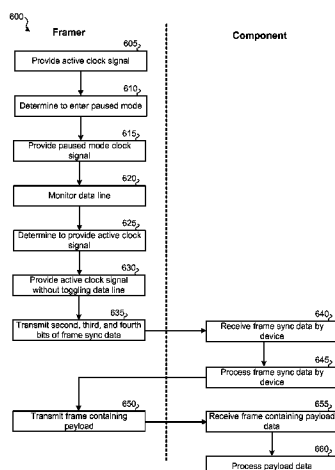 600
Framer
Component
605
Provide active clock signal
610
Determine to enter paused mode
615
Provide paused mode clock
signal
620
Monitor data line
625
Determine to provide active clock
signal
630
Provide active clock signal
without toggling data line
635
Transmit second, third, and fourth
bits of frame sync data
640
Receive frame sync data by
device
645
Process frame sync data by
device
650
Transmit frame containing
payload
655
Receive frame containing payload
data
660
Process payload data